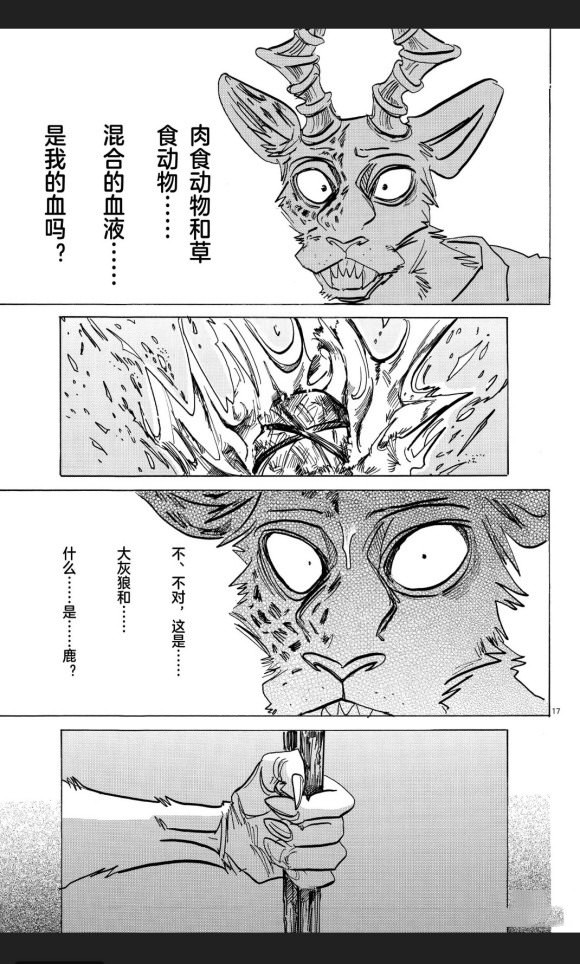 肉食动物和草
食动物……
混合的血液……
是我的血吗？
不、不对，这是……
大灰狼和……
什么……是……鹿？
17